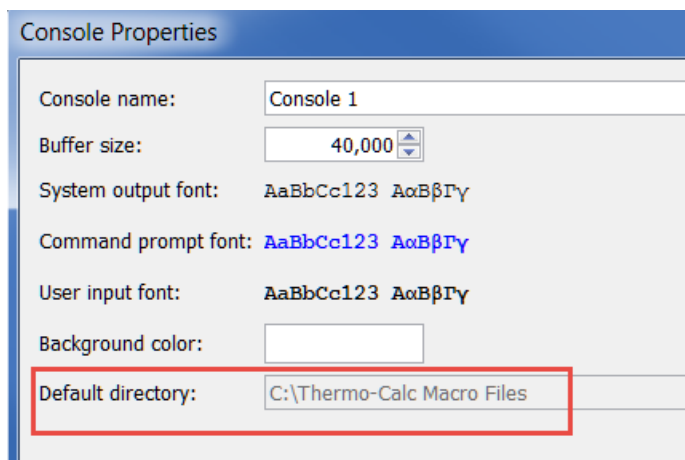 Console Properties
Console name: Console 1
Buffer size: 40,000
System output font: AaBbCc123 AαBβΓγ
Command prompt font: AaBbCc123 AαBβΓγ
User input font: AaBbCc123 AαBβΓγ
Background color:
Default directory: C:\Thermo-Calc Macro Files